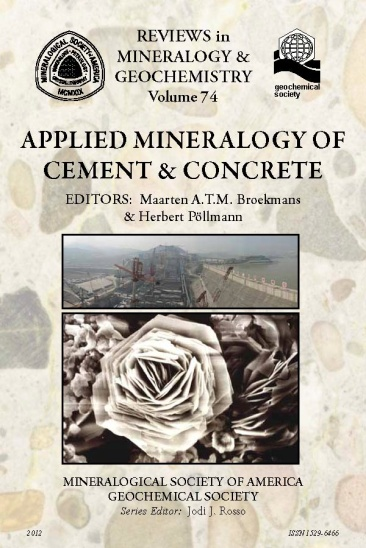 REVIEWS in
MINERALOGY &
GEOCHEMISTRY
Volume 74
MINERALOGICAL SOCIETY OF AMERICA
MCMXIX
geochemical
society
APPLIED MINERALOGY OF
CEMENT & CONCRETE
EDITORS: Maarten A.T.M. Broekmans
& Herbert Pöllmann
MINERALOGICAL SOCIETY OF AMERICA
GEOCHEMICAL SOCIETY
Series Editor: Jodi J. Rosso
2012
ISSN 1529-6466